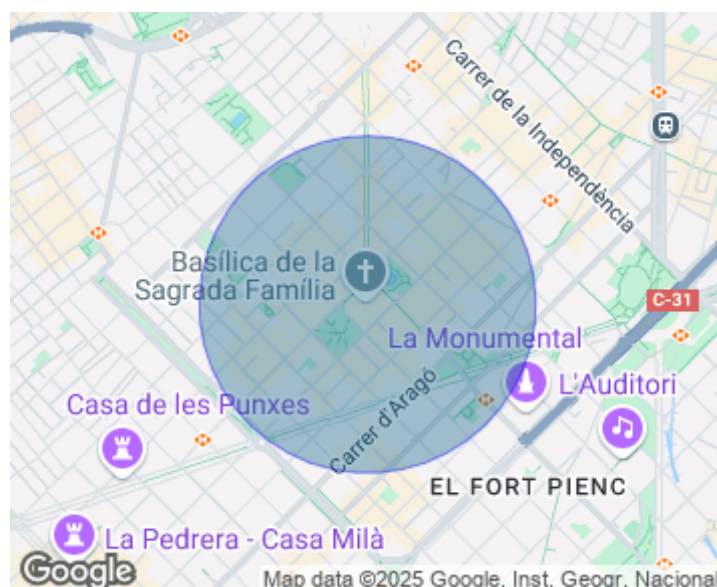 Carrer de la Independència
Basílica de la
Sagrada Família
C-31
La Monumental
L'Auditori
Casa de les Punxes
Carrer d'Aragó
EL FORT PIENC
La Pedrera - Casa Milà
Google
Map data ©2025 Google, Inst. Geogr. Nacional